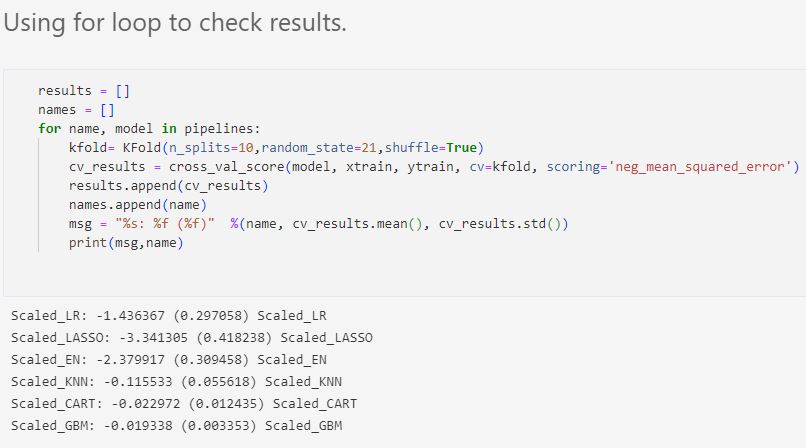 Using for loop to check results.
results = []
names = []
for name, model in pipelines:
kfold= KFold(n_splits=10,random_state=21,shuffle=True)
cv_results = cross_val_score(model, xtrain, ytrain, cv=kfold, scoring='neg_mean_squared_error')
results.append(cv_results)
names.append(name)
msg = "%s: %f (%f)"  %(name, cv_results.mean(), cv_results.std())
print(msg,name)
Scaled_LR: -1.436367 (0.297058) Scaled_LR
Scaled_LASSO: -3.341305 (0.418238) Scaled_LASSO
Scaled_EN: -2.379917 (0.309458) Scaled_EN
Scaled_KNN: -0.115533 (0.055618) Scaled_KNN
Scaled_CART: -0.022972 (0.012435) Scaled_CART
Scaled_GBM: -0.019338 (0.003353) Scaled_GBM